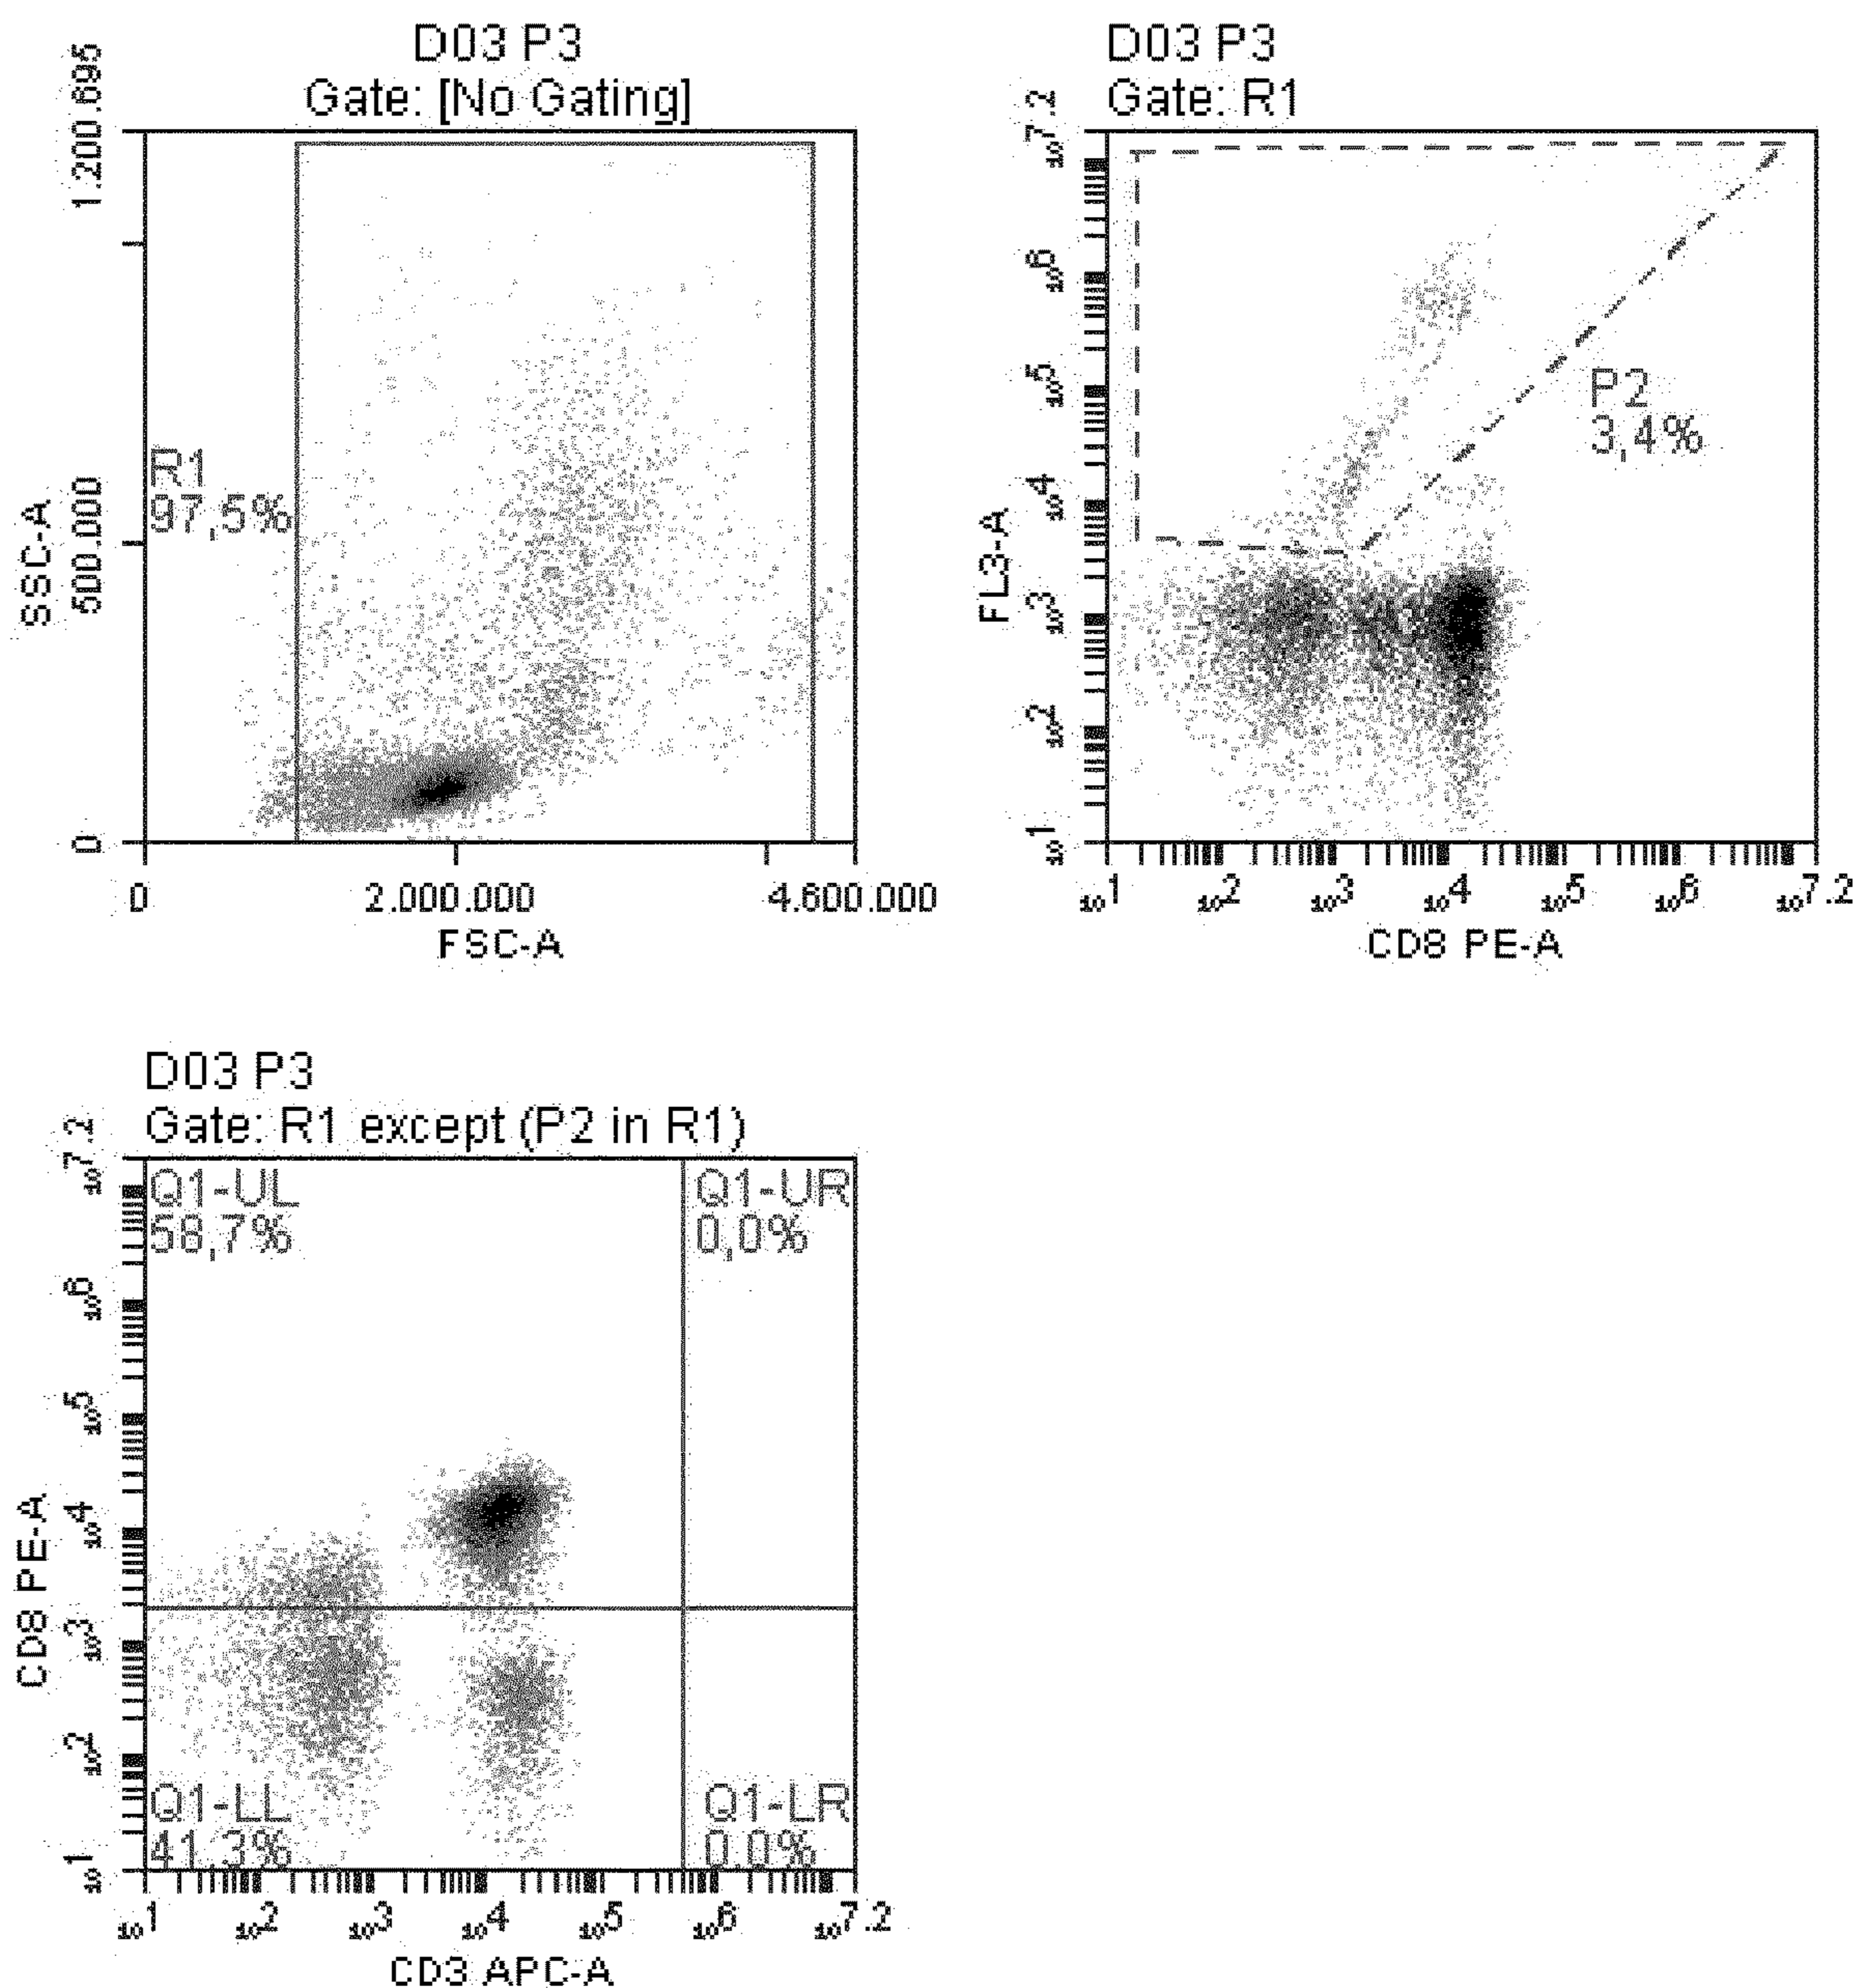 D03 P3
Gate: [No Gating]
1.200.695
500.000
0
SSC-A
R1
97,5%
0
2.000.000
4.600.000
FSC-A
D03 P3
Gate: R1
10^7.2
10^6
10^5
10^4
10^3
10^2
10^1
FL3-A
P2
3,4%
10^1
10^2
10^3
10^4
10^5
10^6
10^7.2
CD8 PE-A
D03 P3
Gate: R1 except (P2 in R1)
10^7.2
10^6
10^5
10^4
10^3
10^2
10^1
CD8 PE-A
Q1-UL
58,7%
Q1-UR
0,0%
Q1-LL
41,3%
Q1-LR
0,0%
10^1
10^2
10^3
10^4
10^5
10^6
10^7.2
CD3 APC-A